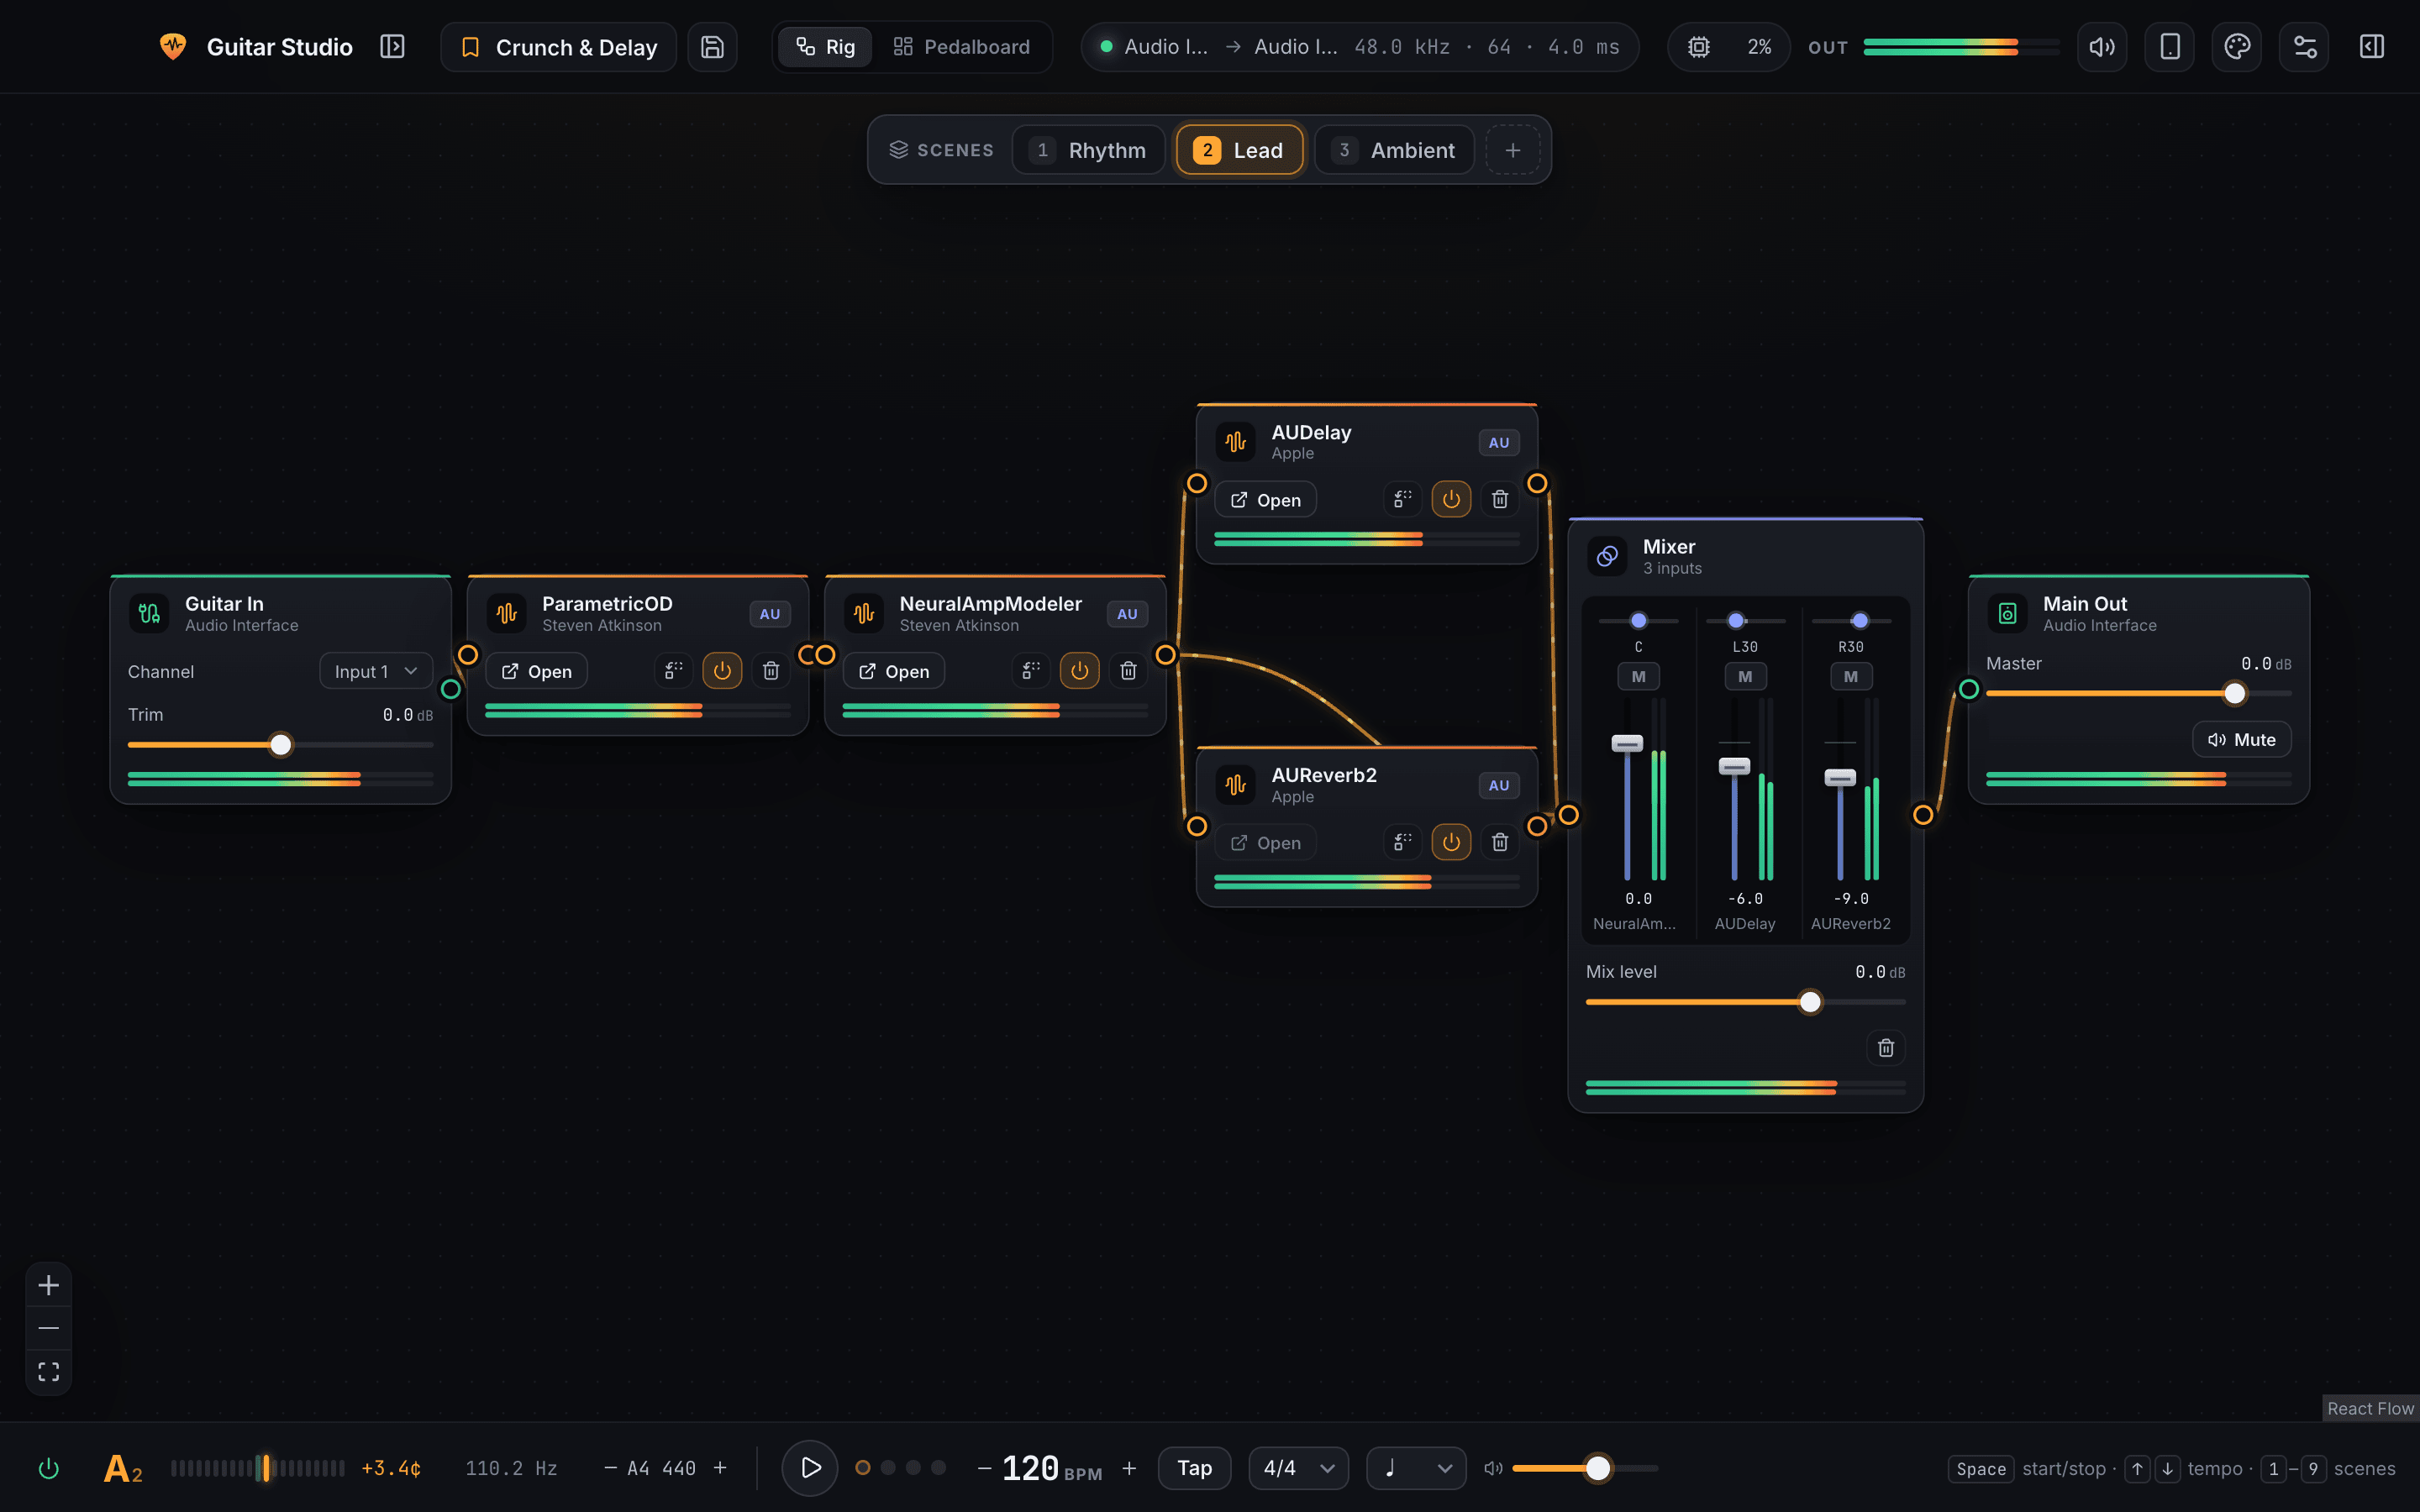 Guitar Studio
Crunch & Delay
Rig
Pedalboard
Audio I... → Audio I... 48.0 kHz · 64 · 4.0 ms
2%
OUT
SCENES
1 Rhythm
2 Lead
3 Ambient
+
AUDelay
Apple
AU
Open
Guitar In
Audio Interface
Channel
Input 1
Trim
0.0 dB
ParametricOD
Steven Atkinson
AU
Open
NeuralAmpModeler
Steven Atkinson
AU
Open
AUReverb2
Apple
AU
Open
Mixer
3 inputs
C
L30
R30
M
M
M
0.0
-6.0
-9.0
NeuralAm...
AUDelay
AUReverb2
Mix level
0.0 dB
Main Out
Audio Interface
Master
0.0 dB
Mute
React Flow
A2
+3.4¢
110.2 Hz
− A4 440 +
− 120 BPM +
Tap
4/4
♩
Space start/stop · ↑ ↓ tempo · 1–9 scenes